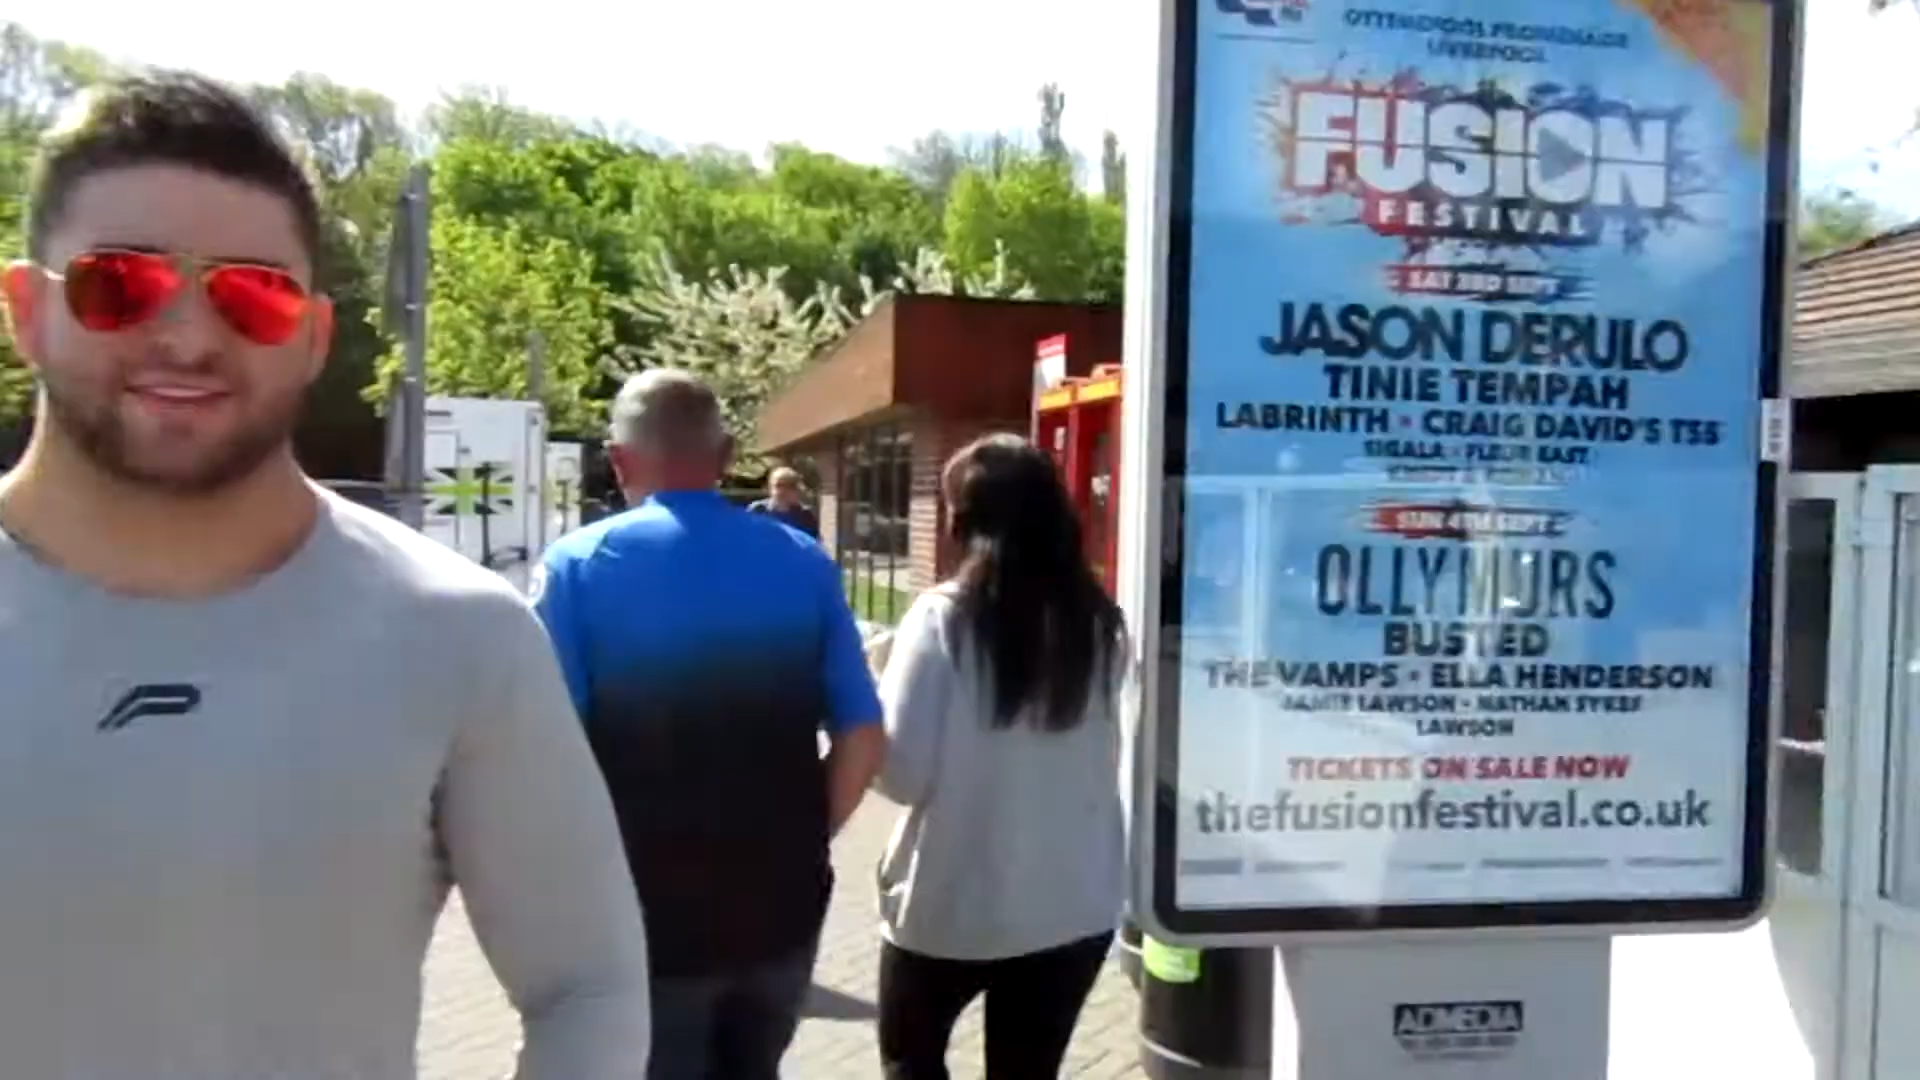 OTTERSPOOL PROMENADE
LIVERPOOL
FUSION
FESTIVAL
SAT 3RD SEPT
JASON DERULO
TINIE TEMPAH
LABRINTH • CRAIG DAVID'S TS5
SIGALA • FLEUR EAST
SUN 4TH SEPT
OLLY MURS
BUSTED
THE VAMPS • ELLA HENDERSON
JAMIE LAWSON • NATHAN SYKES
LAWSON
TICKETS ON SALE NOW
thefusionfestival.co.uk
ADMEDIA